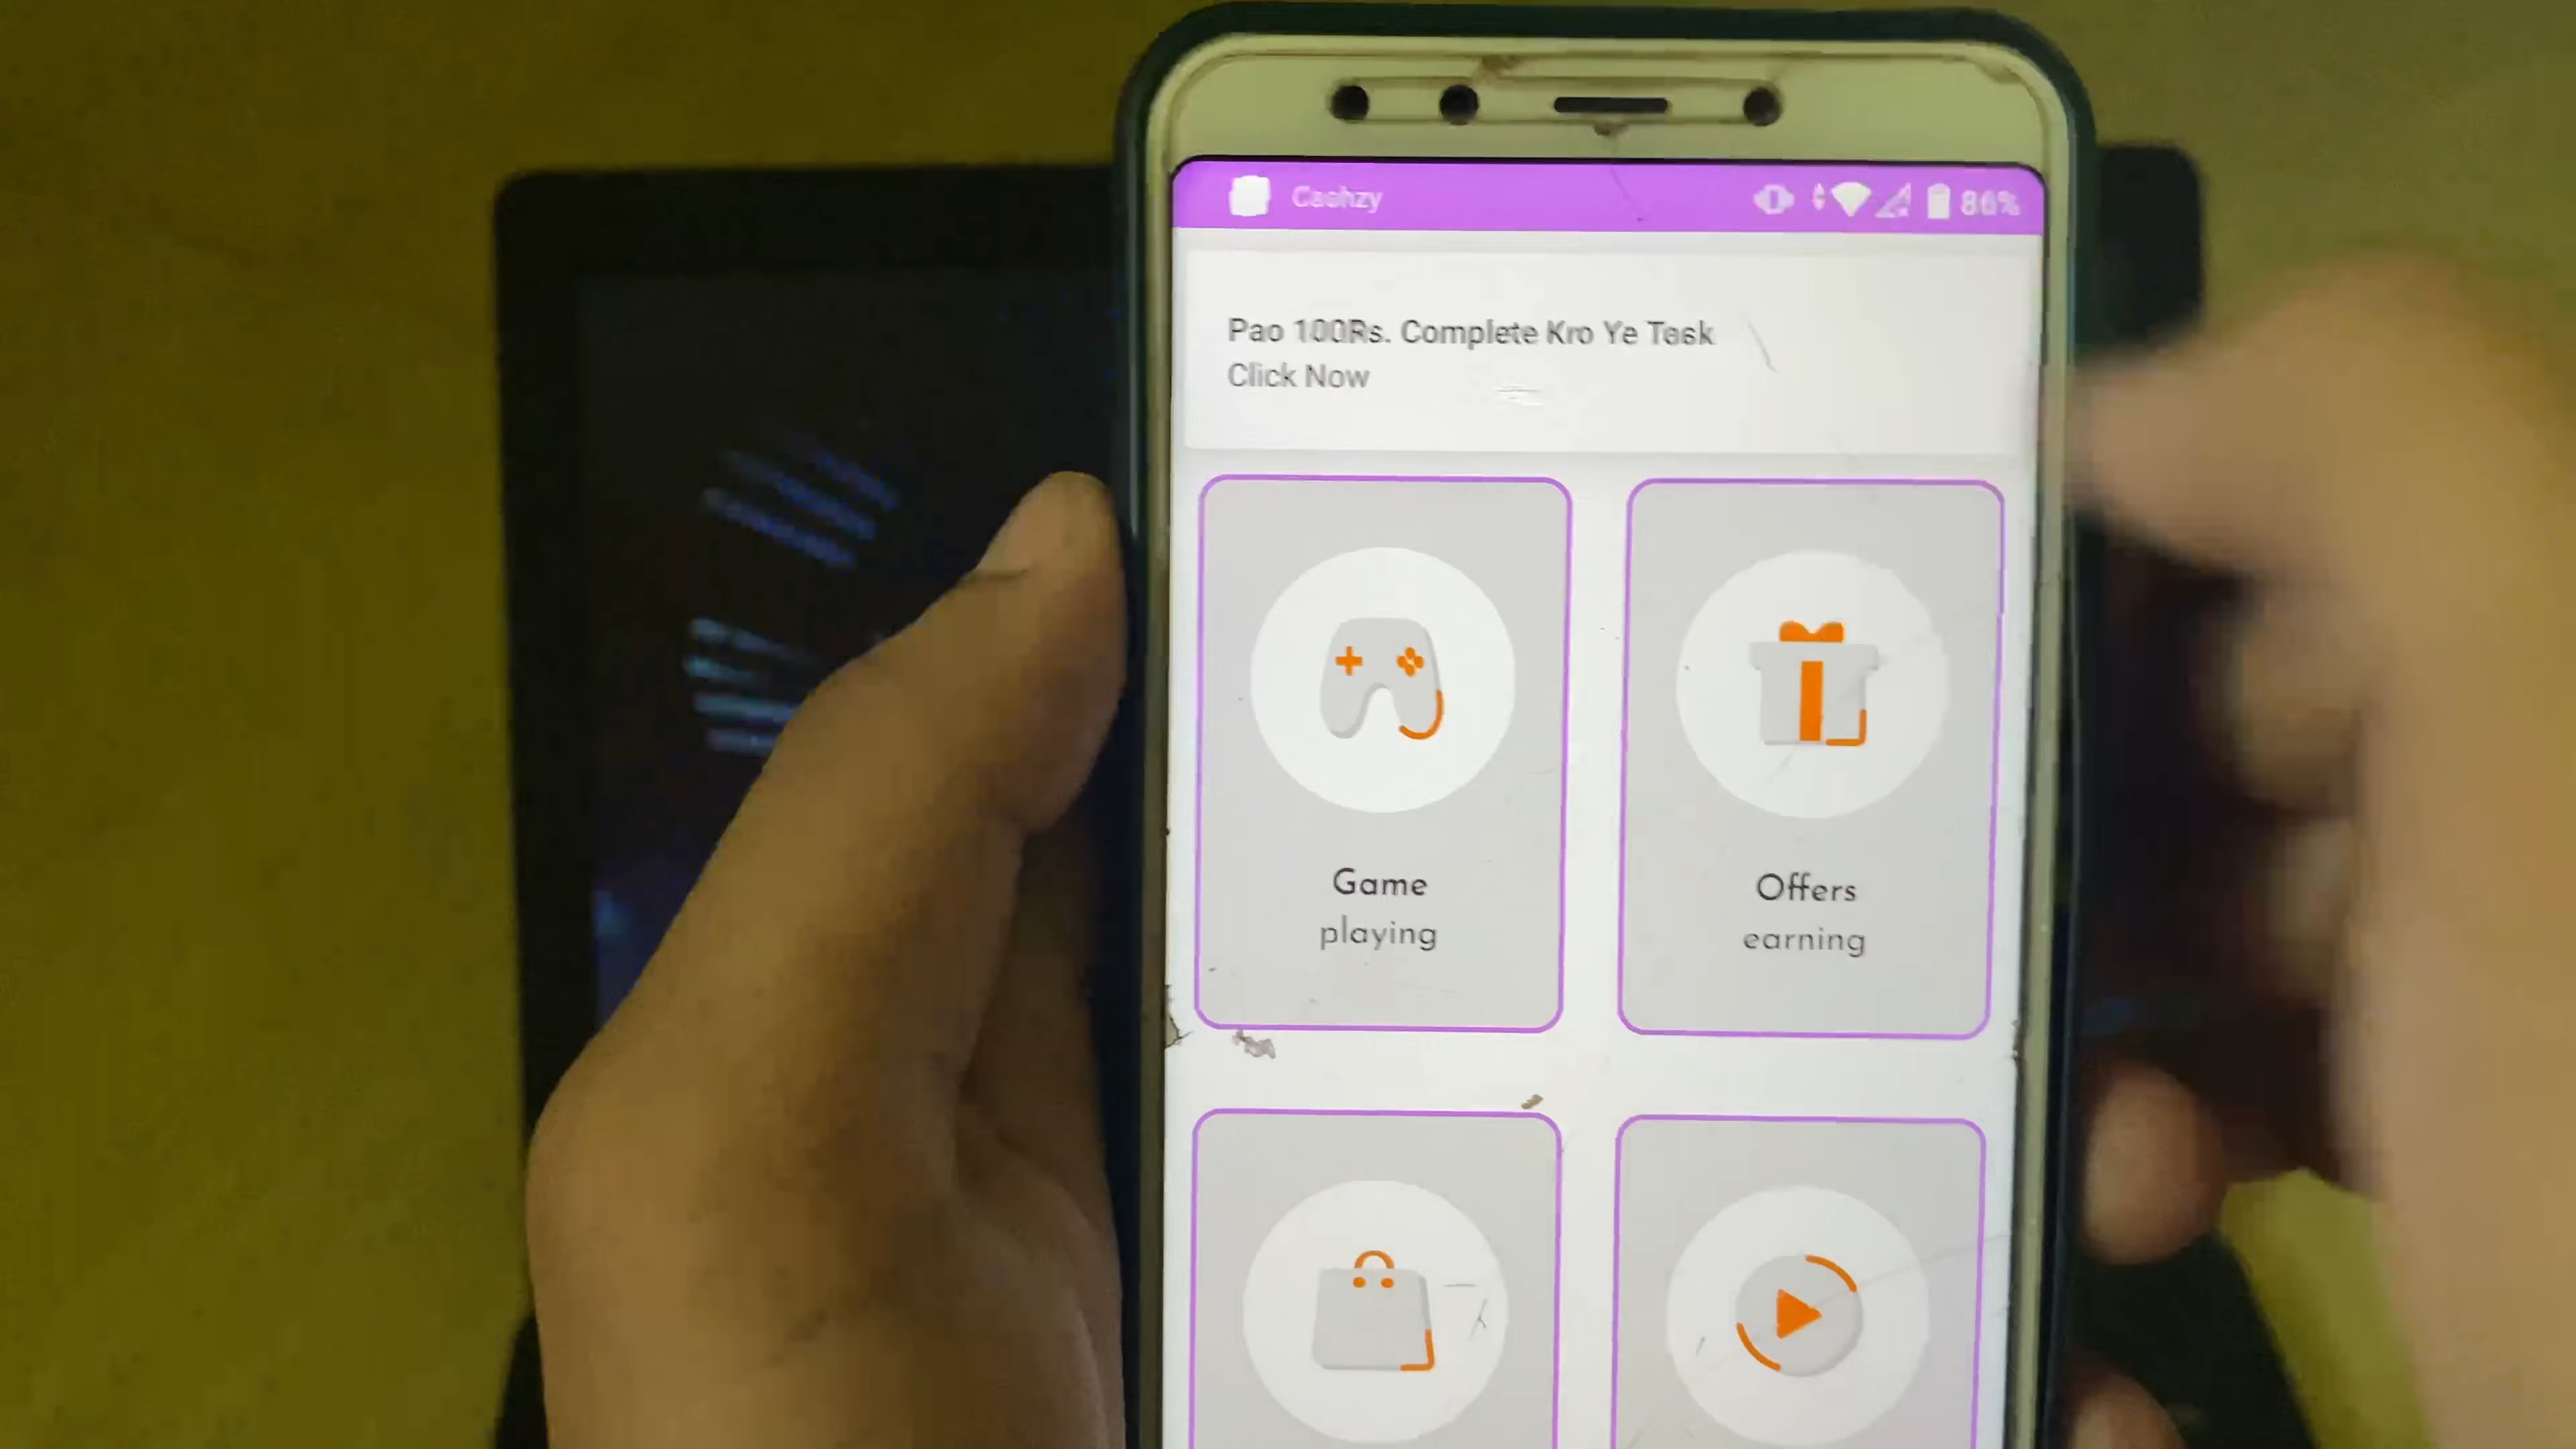 Cashzy
86%
Pao 100Rs. Complete Kro Ye Task
Click Now
Game
playing
Offers
earning